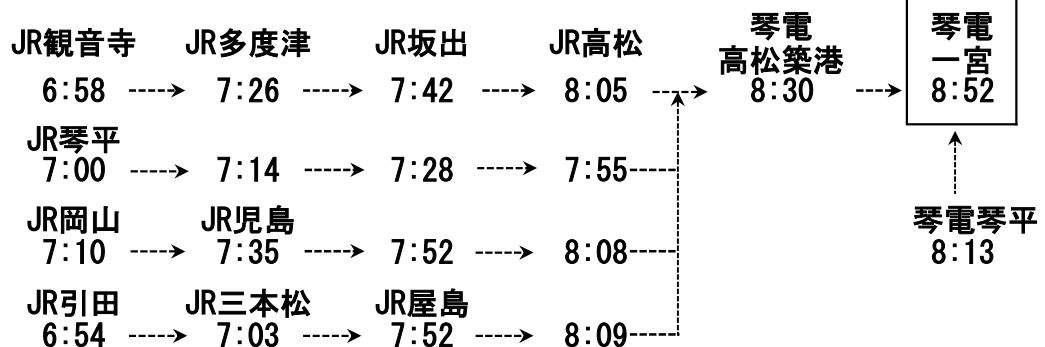 JR観音寺 JR多度津 JR坂出 JR高松 琴電 高松築港 琴電 一宮
6:58 7:26 7:42 8:05 8:30 8:52
JR琴平
7:00 7:14 7:28 7:55
JR岡山 JR児島 琴電琴平
7:10 7:35 7:52 8:08 8:13
JR引田 JR三本松 JR屋島
6:54 7:03 7:52 8:09